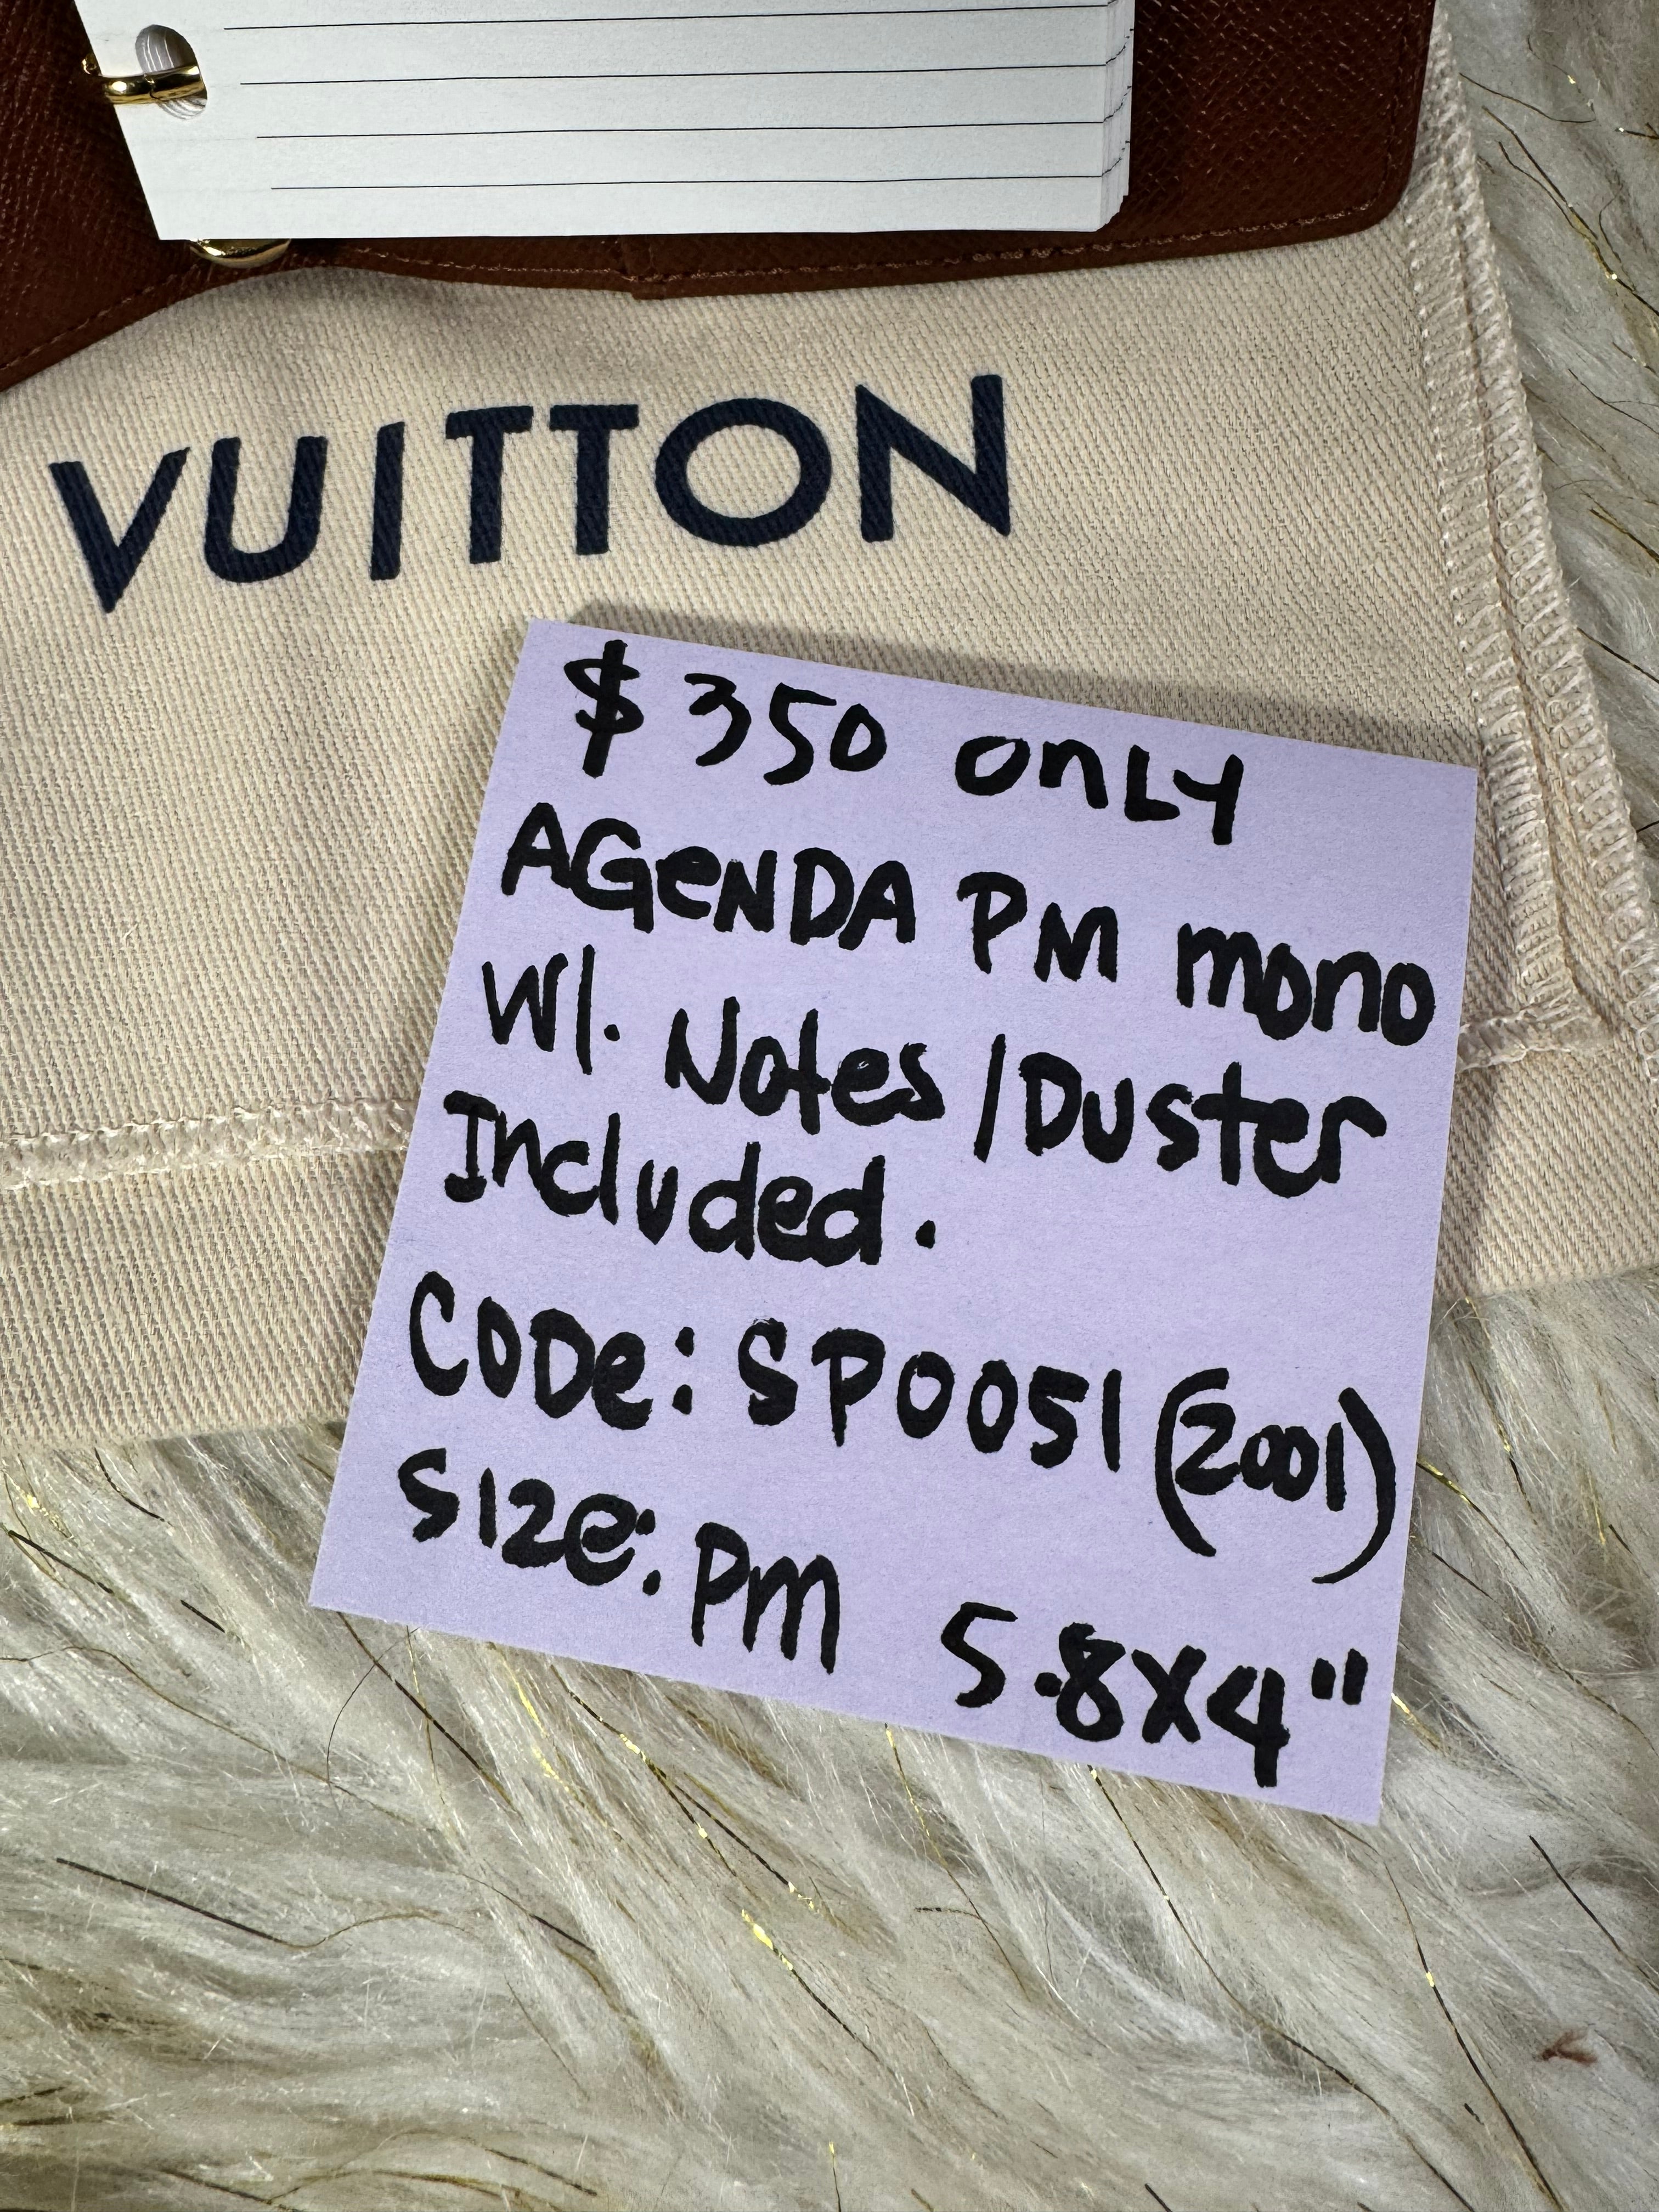 VUITTON
$350 onLY
AGeNDA PM mono
W/. Notes/Duster
Included.
CODe: SP0051 (2001)
SIZe: PM 5.8X4"